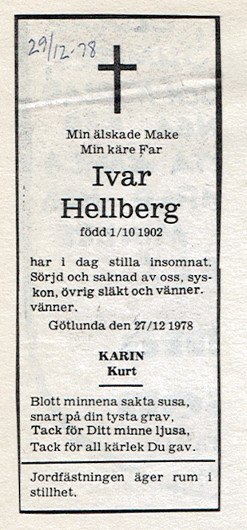 29/12-78
Min älskade Make
Min käre Far
Ivar
Hellberg
född 1/10 1902
har i dag stilla insomnat.
Sörjd och saknad av oss, sys-
kon, övrig släkt och vänner.
vänner.
Götlunda den 27/12 1978
KARIN
Kurt
Blott minnena sakta susa,
snart på din tysta grav,
Tack för Ditt minne ljusa,
Tack för all kärlek Du gav.
Jordfästningen äger rum i
stillhet.